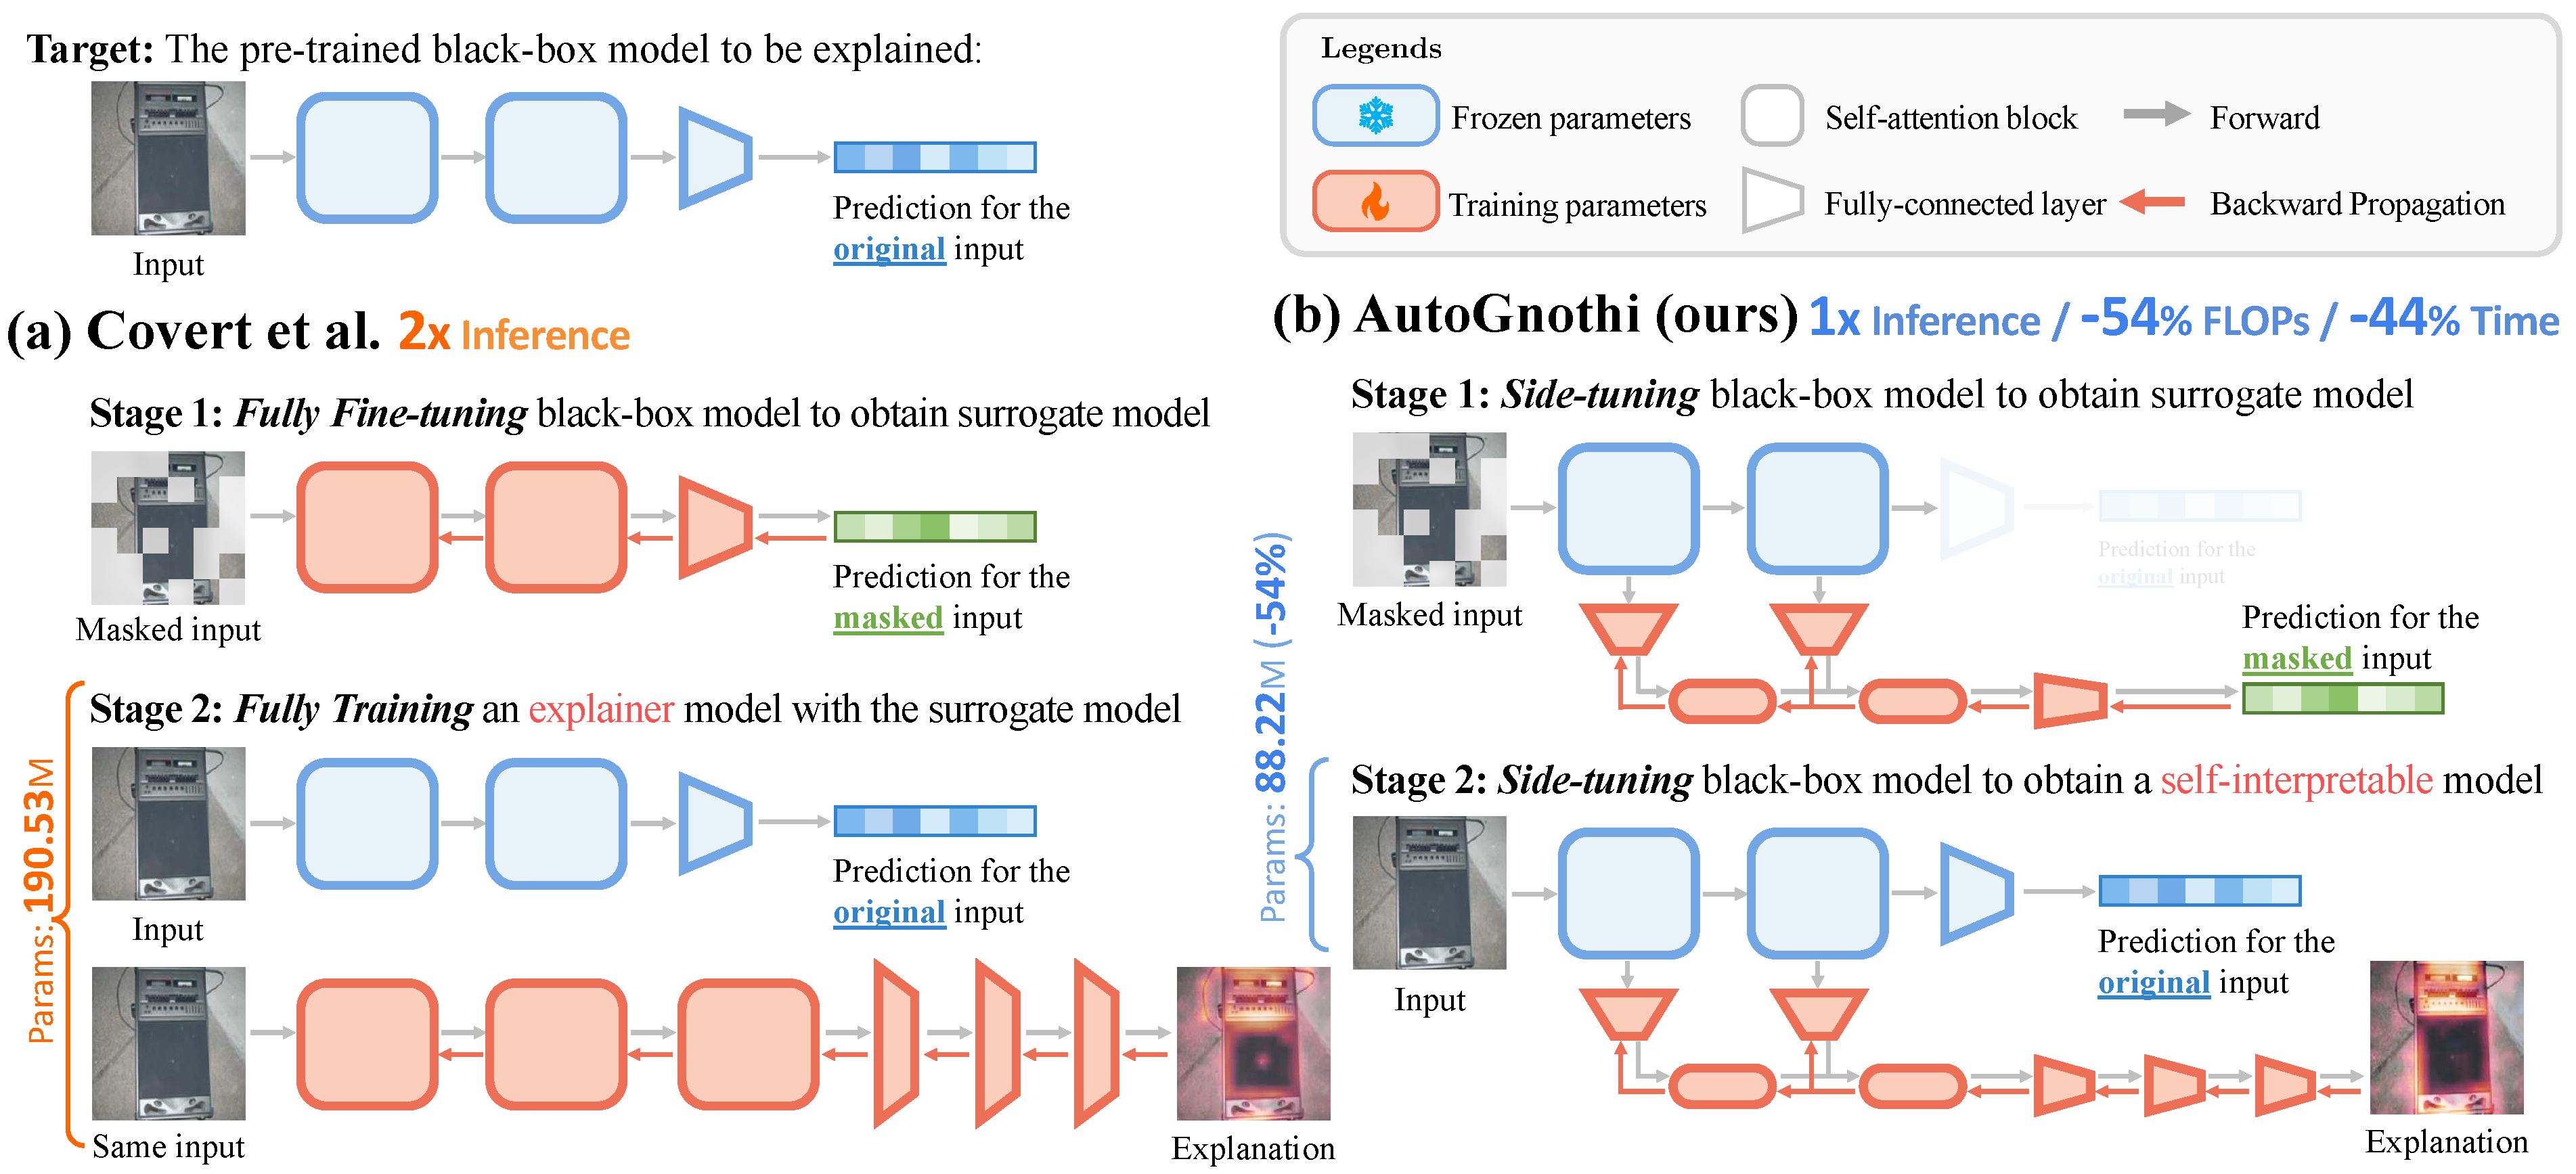 Target: The pre-trained black-box model to be explained:
Input
Prediction for the
original input
Legends
Frozen parameters
Self-attention block
Forward
Training parameters
Fully-connected layer
Backward Propagation
(a) Covert et al. 2x Inference
Stage 1: Fully Fine-tuning black-box model to obtain surrogate model
Masked input
Prediction for the
masked input
Stage 2: Fully Training an explainer model with the surrogate model
Params: 190.53M
Input
Prediction for the
original input
Same input
Explanation
(b) AutoGnothi (ours) 1x Inference / -54% FLOPs / -44% Time
Stage 1: Side-tuning black-box model to obtain surrogate model
Masked input
Prediction for the
original input
Prediction for the
masked input
Params: 88.22M (-54%)
Stage 2: Side-tuning black-box model to obtain a self-interpretable model
Input
Prediction for the
original input
Explanation